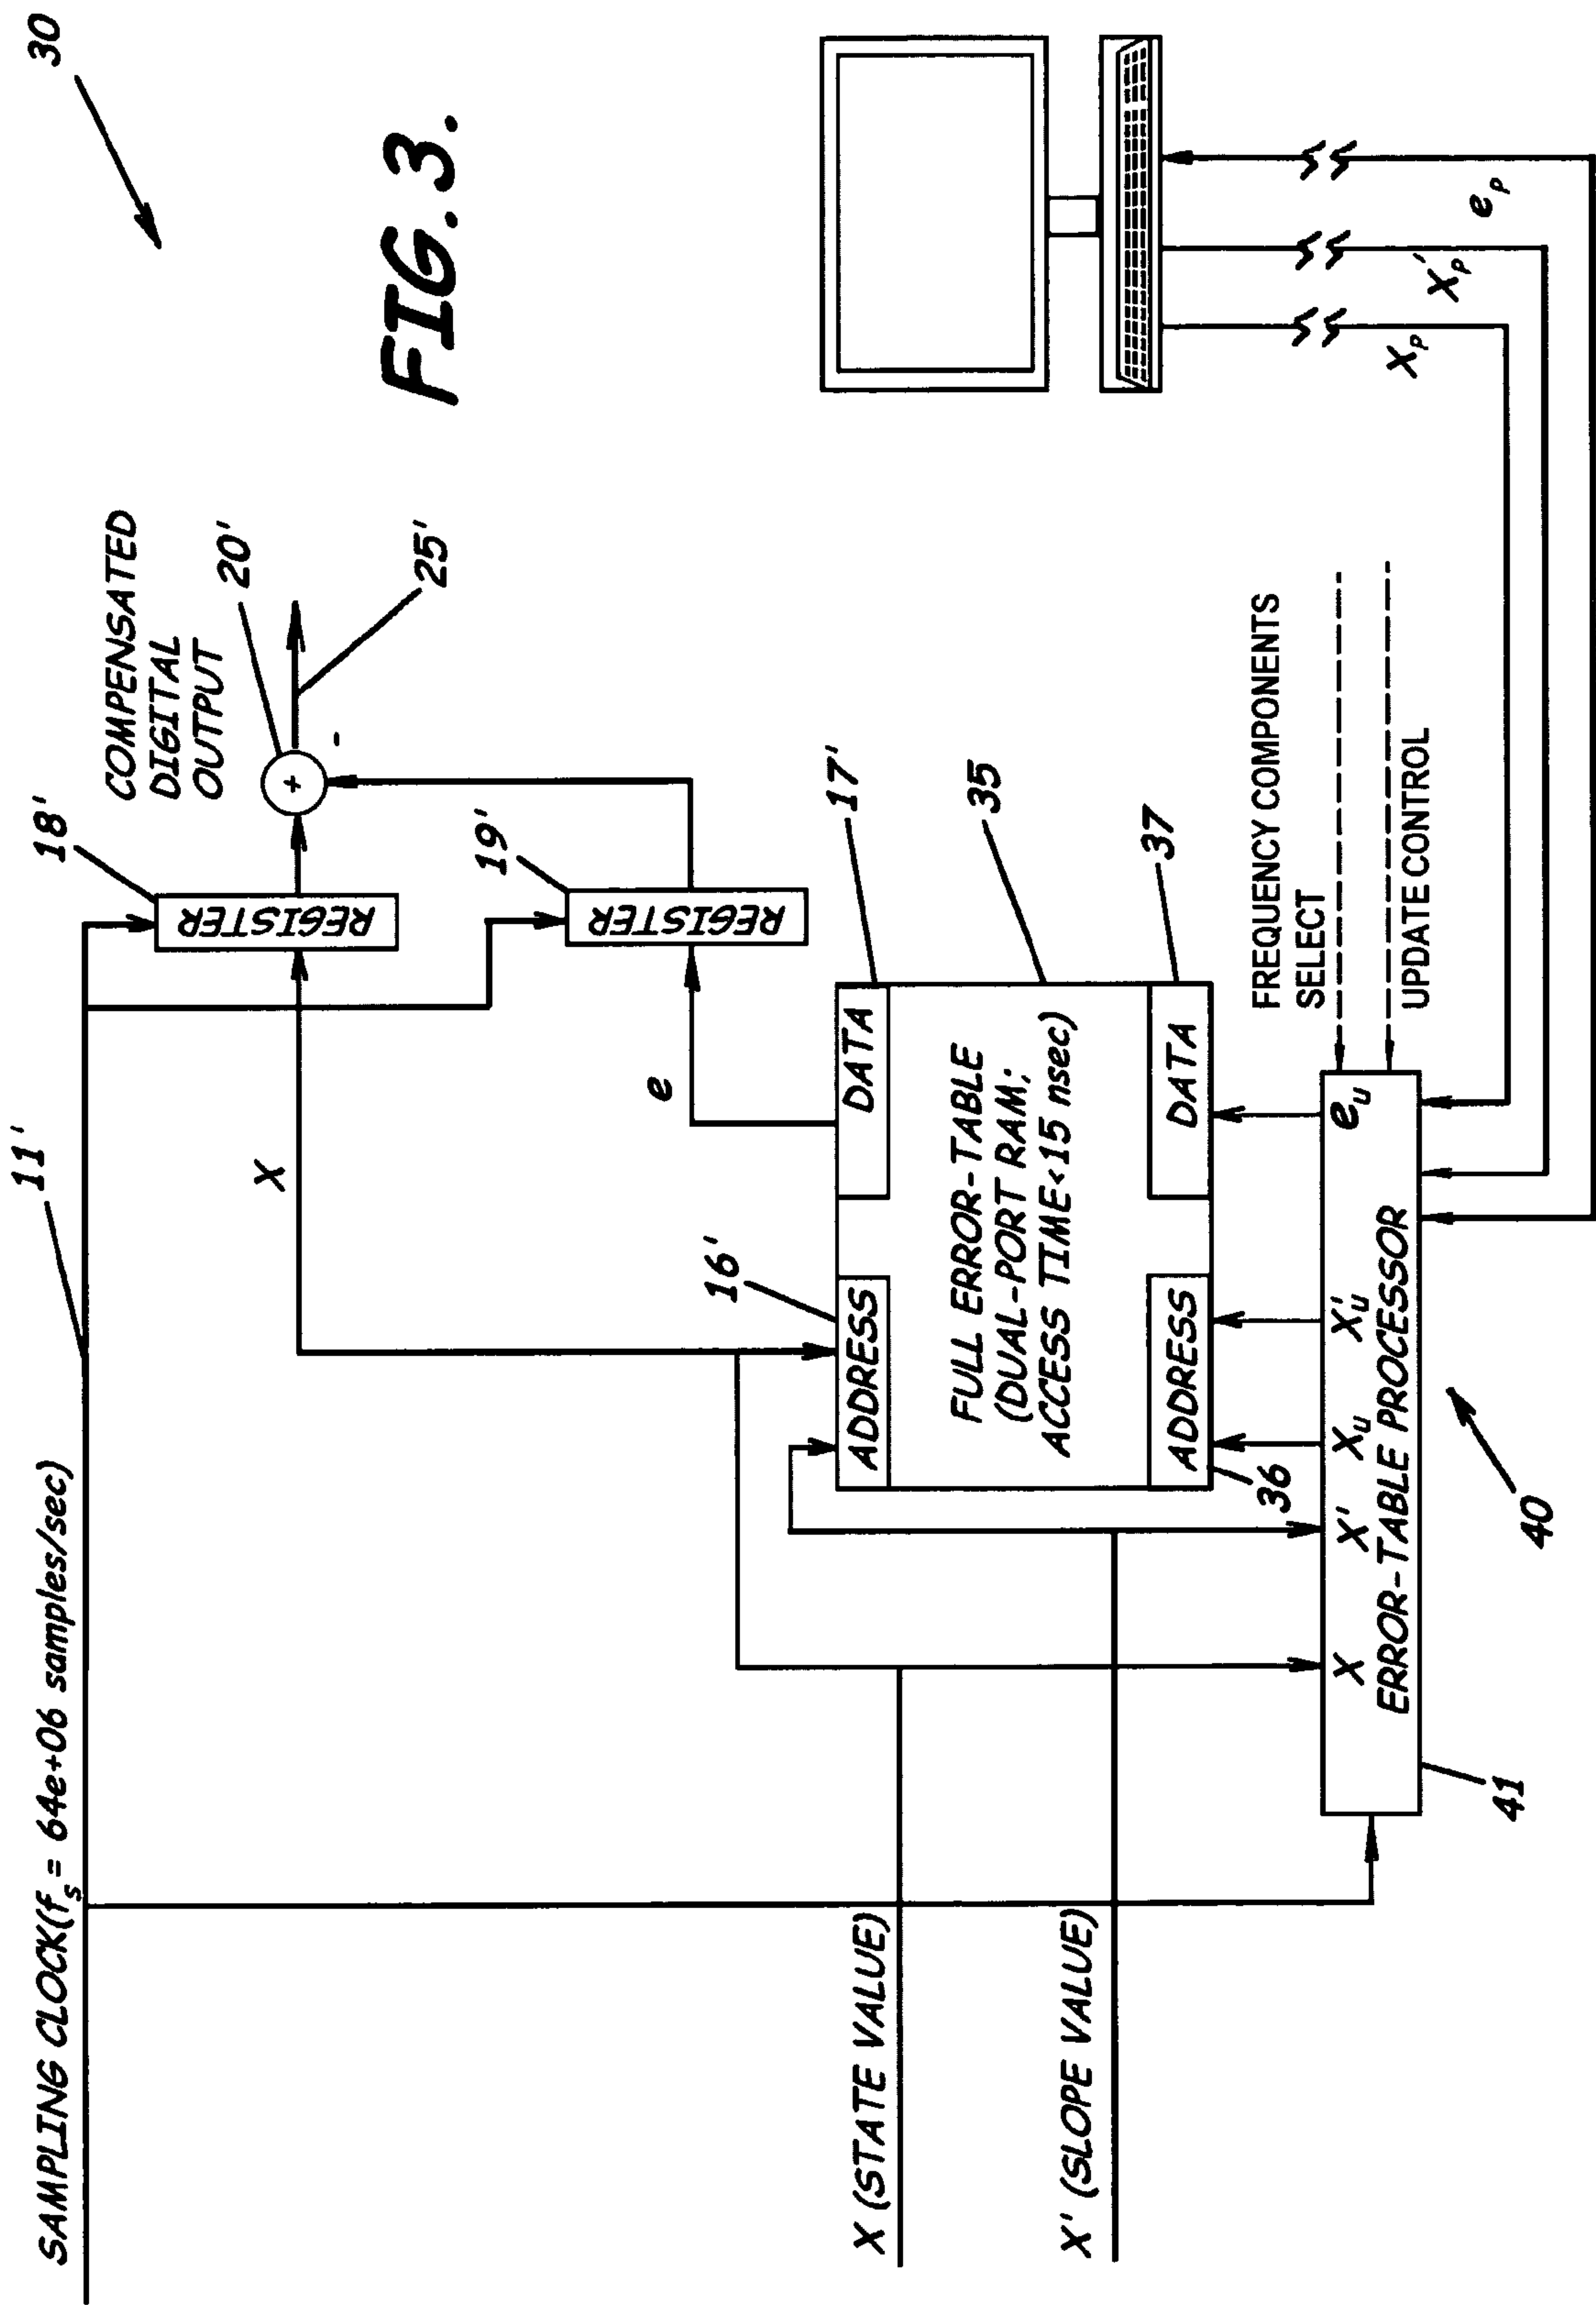 30
FIG. 3.
SAMPLING CLOCK(fs = 64e+06 samples/sec)
11'
18'
COMPENSATED
DIGITAL
OUTPUT
20'
REGISTER
+
-
25'
X
19'
REGISTER
e
X (STATE VALUE)
X' (SLOPE VALUE)
16'
17'
ADDRESS
DATA
FULL ERROR-TABLE
(DUAL-PORT RAM;
ACCESS TIME<15 nsec)
35
ADDRESS
DATA
36
37
FREQUENCY COMPONENTS
SELECT
UPDATE CONTROL
X X' Xu X'u eu
ERROR-TABLE PROCESSOR
41
40
Xp
Xp'
ep